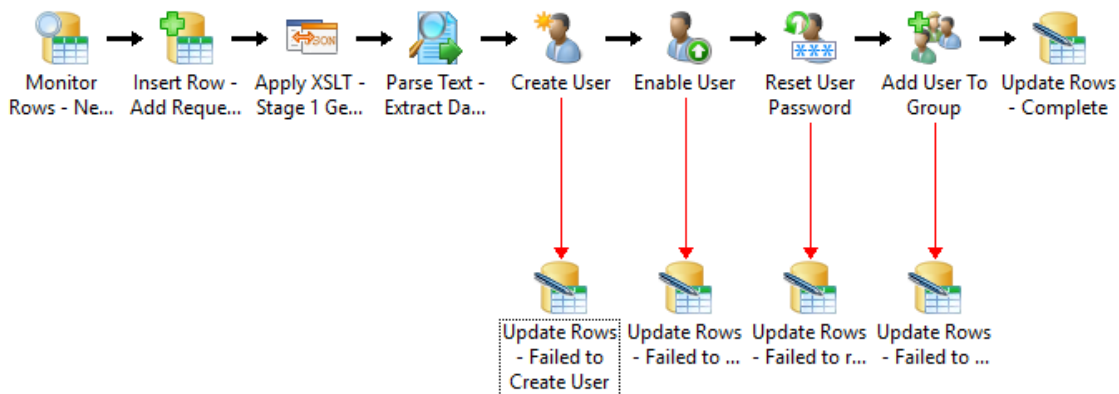 Monitor
Rows - Ne...
Insert Row -
Add Reque...
Apply XSLT -
Stage 1 Ge...
Parse Text -
Extract Da...
Create User
Enable User
Reset User
Password
Add User To
Group
Update Rows
- Complete
JSON
***
Update Rows
- Failed to
Create User
Update Rows
- Failed to ...
Update Rows
- Failed to r...
Update Rows
- Failed to ...